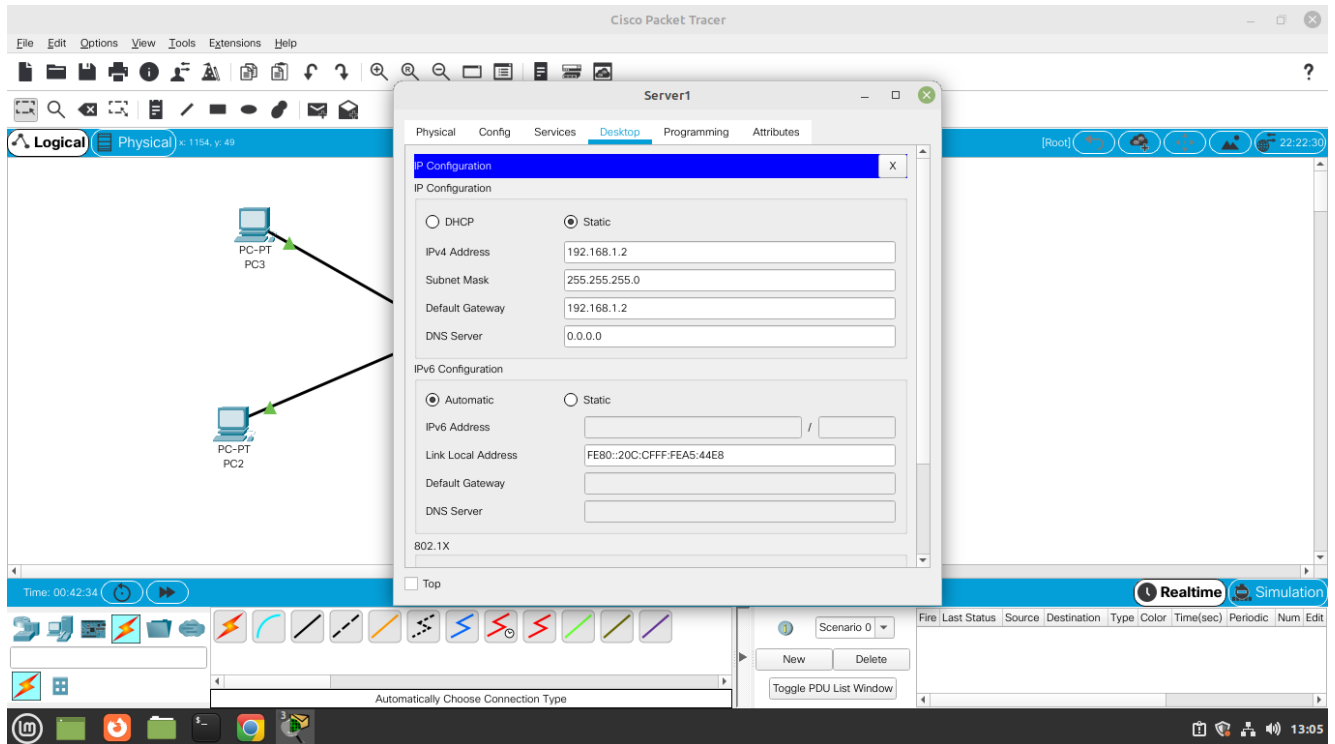 Cisco Packet Tracer
File Edit Options View Tools Extensions Help
?
Server1
Logical Physical x: 1154, y: 49
[Root] 22:22:30
Physical Config Services Desktop Programming Attributes
IP Configuration X
IP Configuration
DHCP Static
IPv4 Address 192.168.1.2
Subnet Mask 255.255.255.0
Default Gateway 192.168.1.2
DNS Server 0.0.0.0
IPv6 Configuration
Automatic Static
IPv6 Address /
Link Local Address FE80::20C:CFFF:FEA5:44E8
Default Gateway
DNS Server
802.1X
Top
PC-PT
PC3
PC-PT
PC2
Time: 00:42:34
Realtime Simulation
Scenario 0
New Delete
Toggle PDU List Window
Fire Last Status Source Destination Type Color Time(sec) Periodic Num Edit
Automatically Choose Connection Type
3
13:05